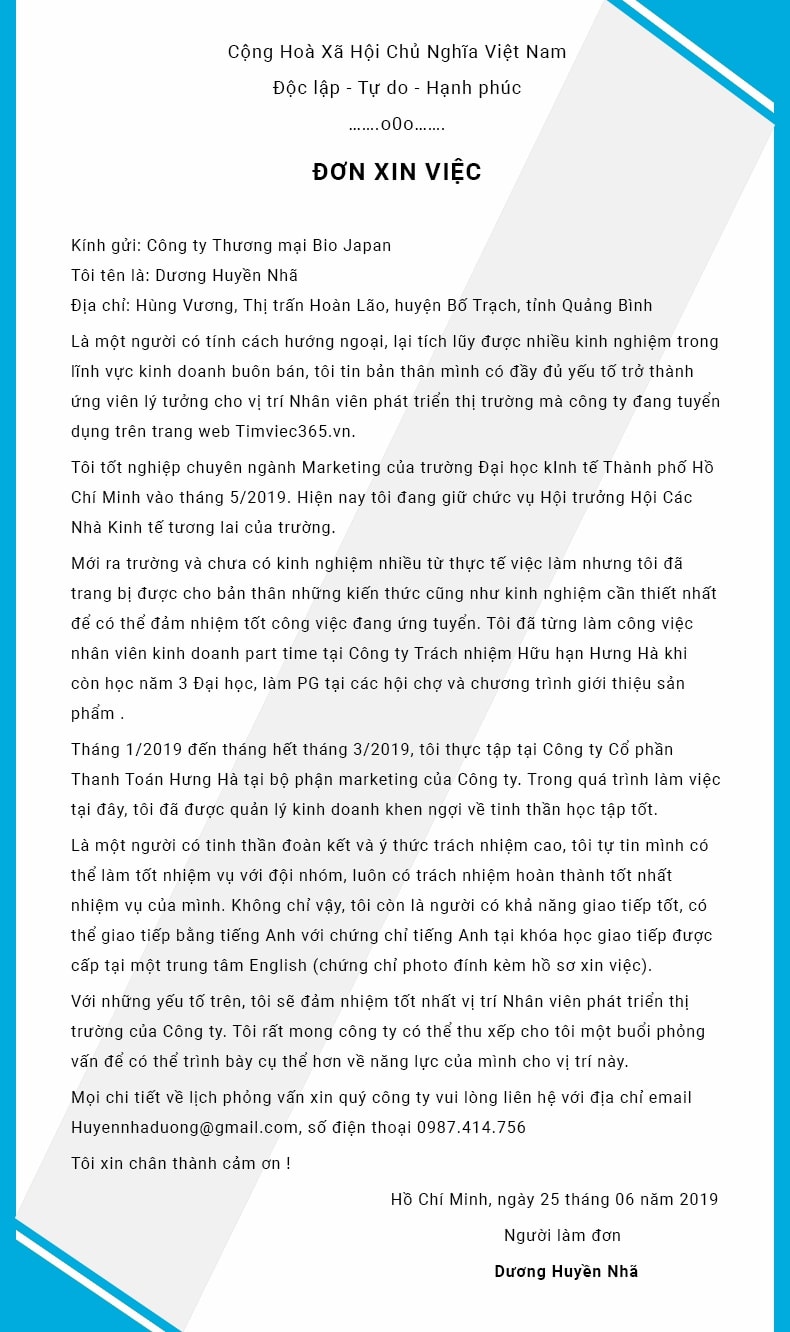 Cộng Hoà Xã Hội Chủ Nghĩa Việt Nam
Độc lập - Tự do - Hạnh phúc
.......o0o.......
ĐƠN XIN VIỆC
Kính gửi: Công ty Thương mại Bio Japan
Tôi tên là: Dương Huyền Nhã
Địa chỉ: Hùng Vương, Thị trấn Hoàn Lão, huyện Bố Trạch, tỉnh Quảng Bình
Là một người có tính cách hướng ngoại, lại tích lũy được nhiều kinh nghiệm trong
lĩnh vực kinh doanh buôn bán, tôi tin bản thân mình có đầy đủ yếu tố trở thành
ứng viên lý tưởng cho vị trí Nhân viên phát triển thị trường mà công ty đang tuyển
dụng trên trang web Timviec365.vn.
Tôi tốt nghiệp chuyên ngành Marketing của trường Đại học kInh tế Thành phố Hồ
Chí Minh vào tháng 5/2019. Hiện nay tôi đang giữ chức vụ Hội trưởng Hội Các
Nhà Kinh tế tương lai của trường.
Mới ra trường và chưa có kinh nghiệm nhiều từ thực tế việc làm nhưng tôi đã
trang bị được cho bản thân những kiến thức cũng như kinh nghiệm cần thiết nhất
để có thể đảm nhiệm tốt công việc đang ứng tuyển. Tôi đã từng làm công việc
nhân viên kinh doanh part time tại Công ty Trách nhiệm Hữu hạn Hưng Hà khi
còn học năm 3 Đại học, làm PG tại các hội chợ và chương trình giới thiệu sản
phẩm .
Tháng 1/2019 đến tháng hết tháng 3/2019, tôi thực tập tại Công ty Cổ phần
Thanh Toán Hưng Hà tại bộ phận marketing của Công ty. Trong quá trình làm việc
tại đây, tôi đã được quản lý kinh doanh khen ngợi về tinh thần học tập tốt.
Là một người có tinh thần đoàn kết và ý thức trách nhiệm cao, tôi tự tin mình có
thể làm tốt nhiệm vụ với đội nhóm, luôn có trách nhiệm hoàn thành tốt nhất
nhiệm vụ của mình. Không chỉ vậy, tôi còn là người có khả năng giao tiếp tốt, có
thể giao tiếp bằng tiếng Anh với chứng chỉ tiếng Anh tại khóa học giao tiếp được
cấp tại một trung tâm English (chứng chỉ photo đính kèm hồ sơ xin việc).
Với những yếu tố trên, tôi sẽ đảm nhiệm tốt nhất vị trí Nhân viên phát triển thị
trường của Công ty. Tôi rất mong công ty có thể thu xếp cho tôi một buổi phỏng
vấn để có thể trình bày cụ thể hơn về năng lực của mình cho vị trí này.
Mọi chi tiết về lịch phỏng vấn xin quý công ty vui lòng liên hệ với địa chỉ email
Huyennhaduong@gmail.com, số điện thoại 0987.414.756
Tôi xin chân thành cảm ơn !
Hồ Chí Minh, ngày 25 tháng 06 năm 2019
Người làm đơn
Dương Huyền Nhã